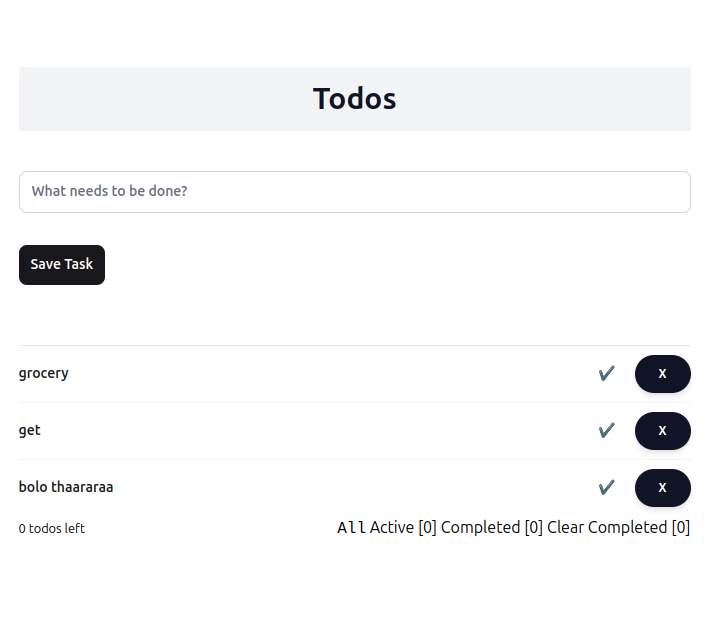 Todos
What needs to be done?
Save Task
grocery ✔ X
get ✔ X
bolo thaararaa ✔ X
0 todos left All Active [0] Completed [0] Clear Completed [0]